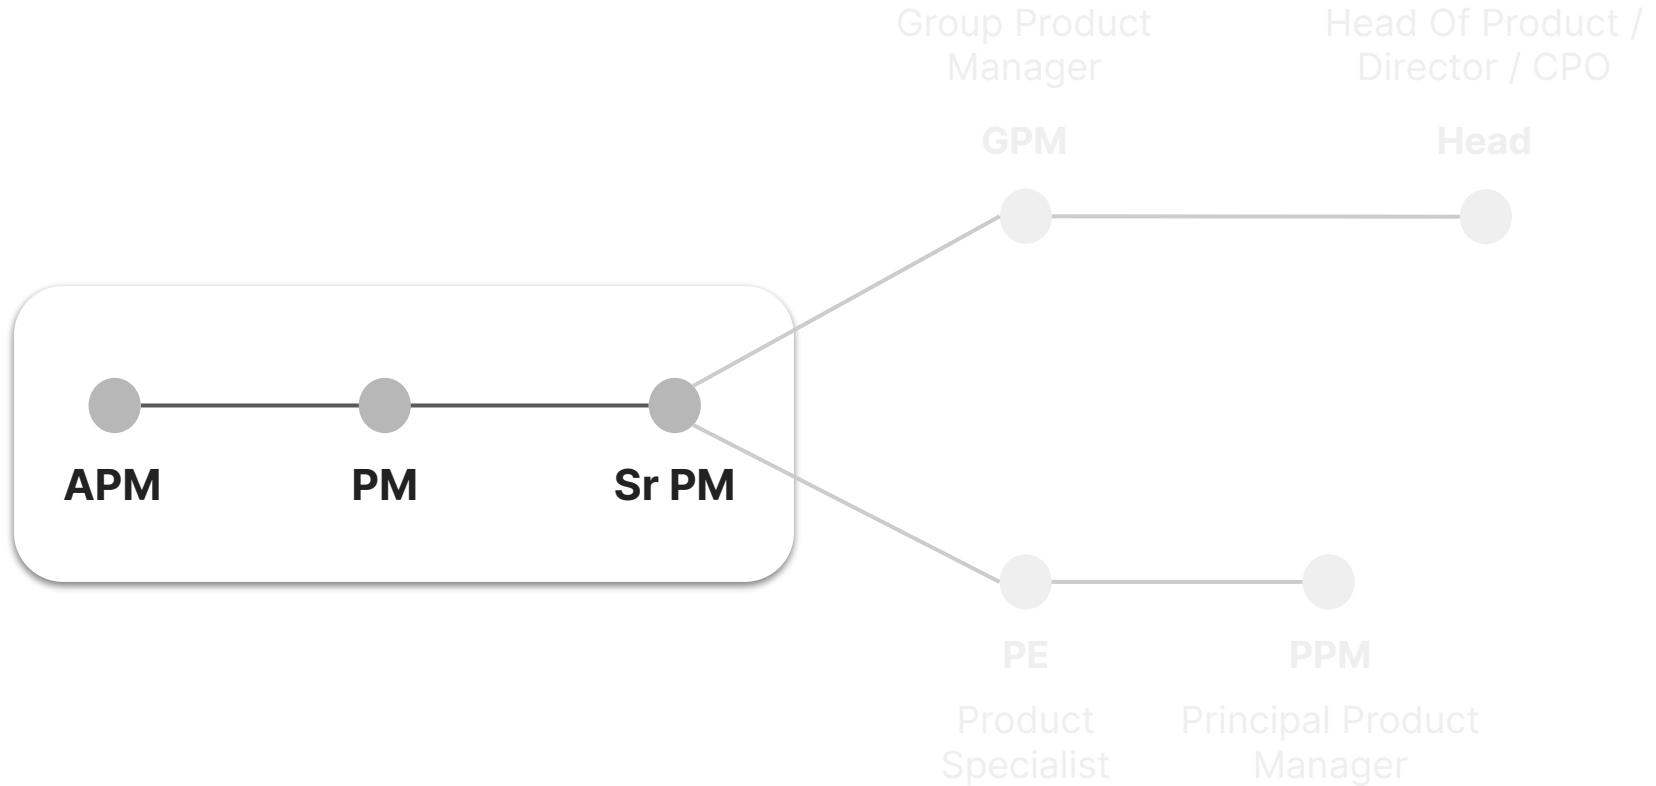 Group Product
Manager
GPM
Head Of Product /
Director / CPO
Head
APM
PM
Sr PM
PE
Product
Specialist
PPM
Principal Product
Manager